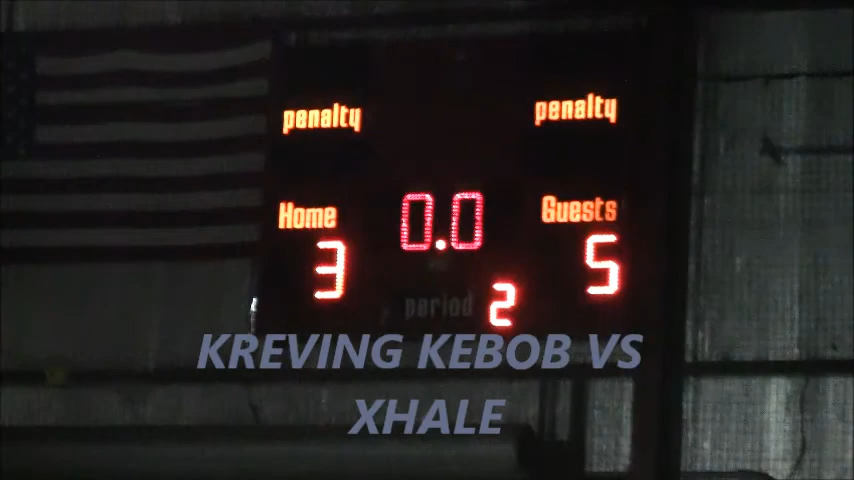 penalty penalty
Home 0.0 Guests
3 5
period 2
KREVING KEBOB VS
XHALE